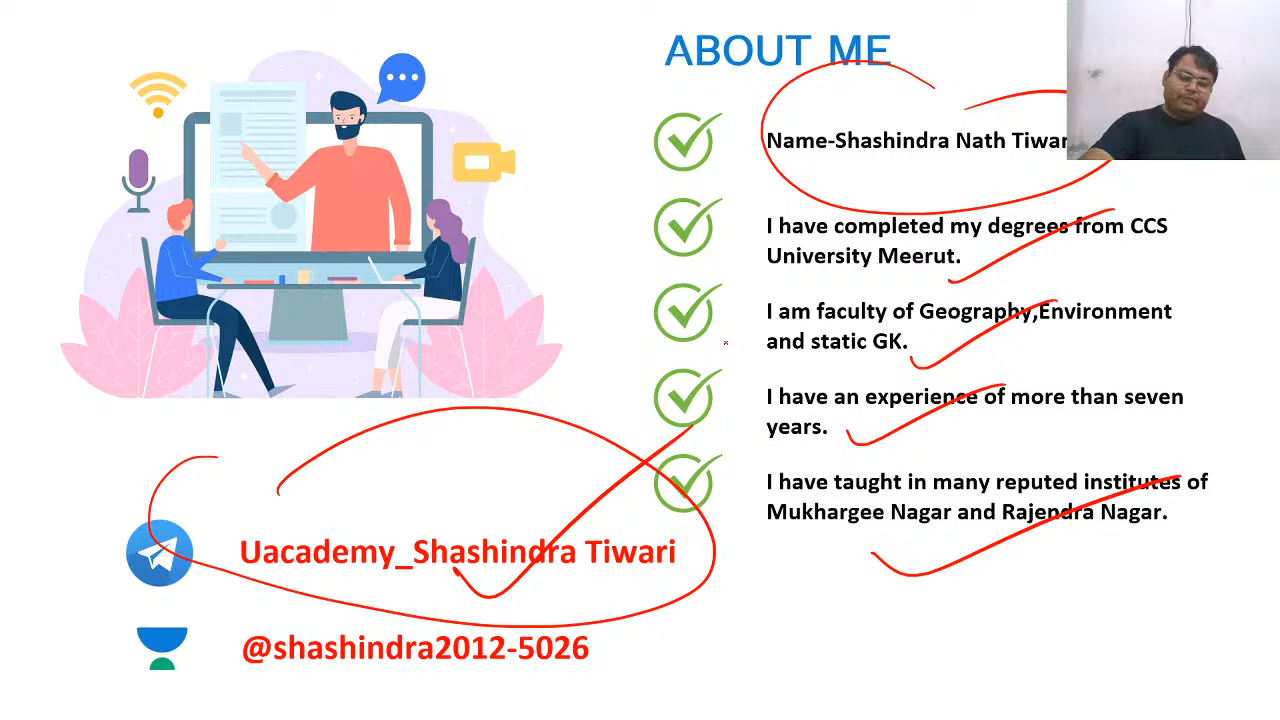 ABOUT ME
Name-Shashindra Nath Tiwar
I have completed my degrees from CCS
University Meerut.
I am faculty of Geography,Environment
and static GK.
I have an experience of more than seven
years.
I have taught in many reputed institutes of
Mukhargee Nagar and Rajendra Nagar.
Uacademy_Shashindra Tiwari
@shashindra2012-5026